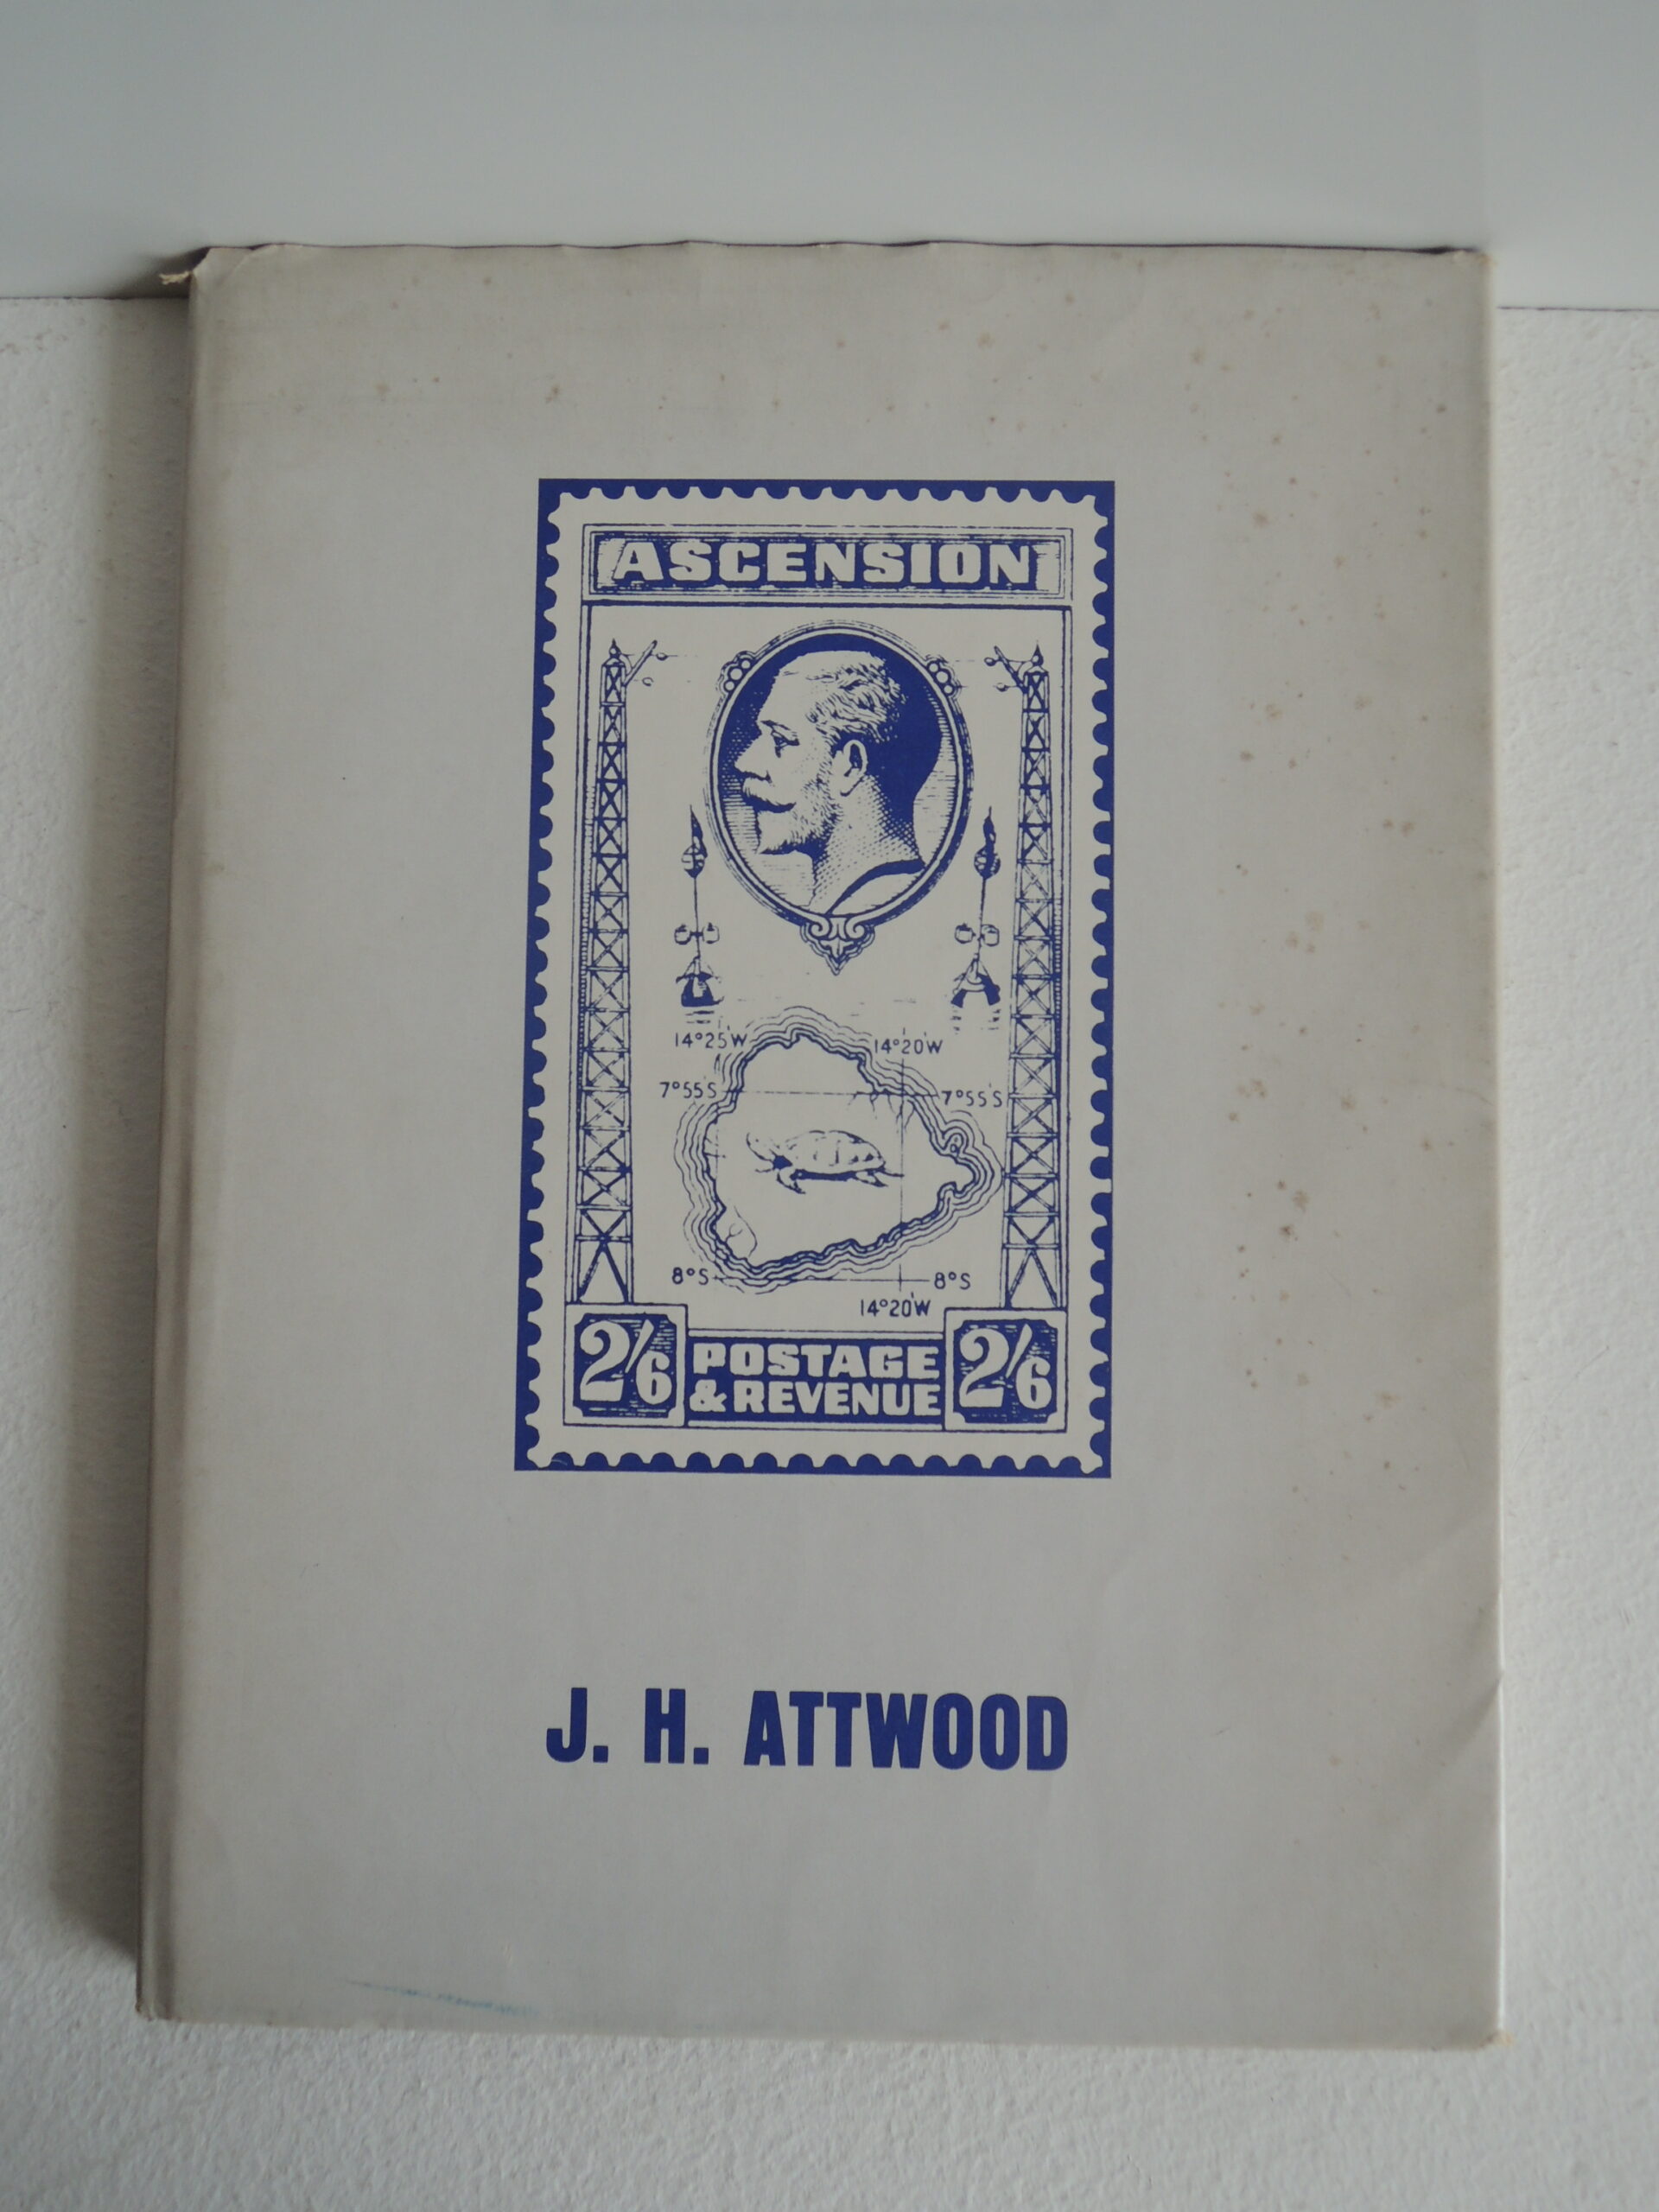 ASCENSION
14°25'W 14°20'W
7°55'S 7°55'S
8°S 8°S
14°20'W
2/6 POSTAGE & REVENUE 2/6
J. H. ATTWOOD